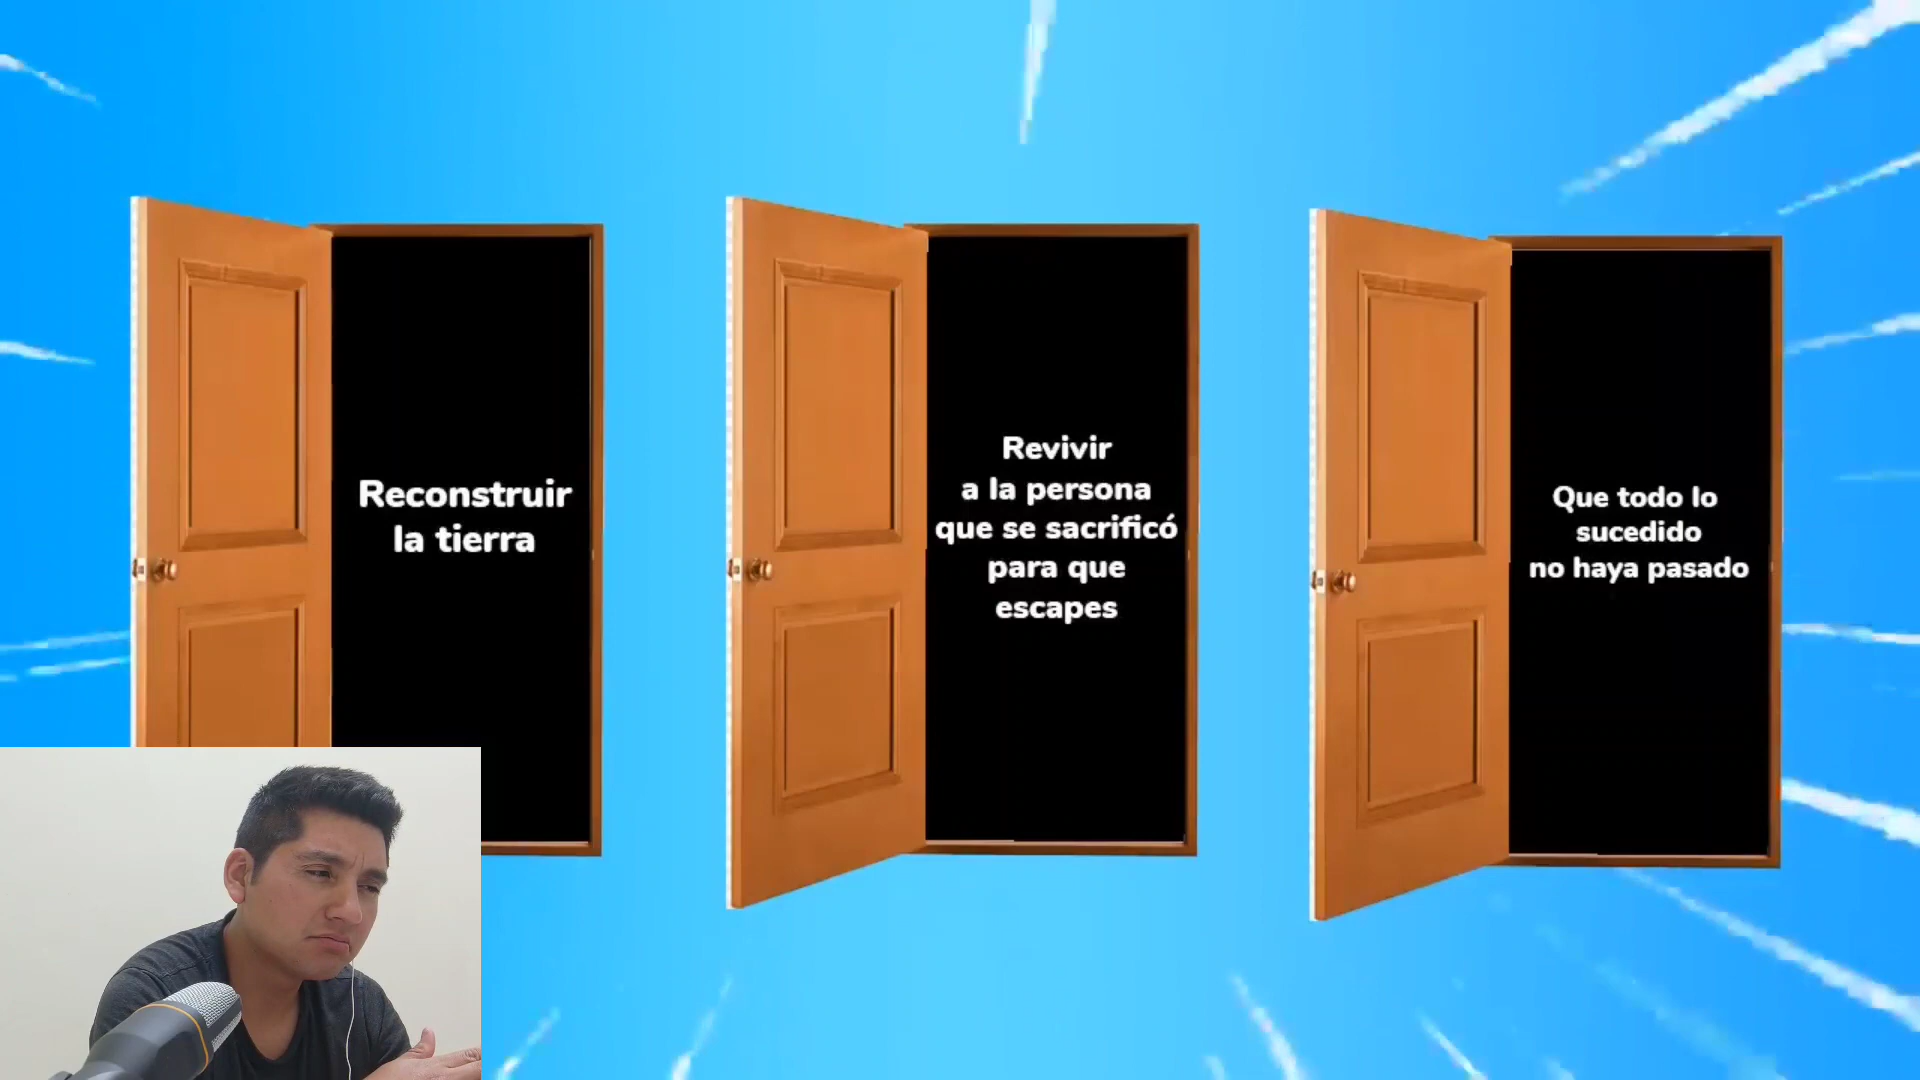 Reconstruir
la tierra
Revivir
a la persona
que se sacrificó
para que
escapes
Que todo lo
sucedido
no haya pasado